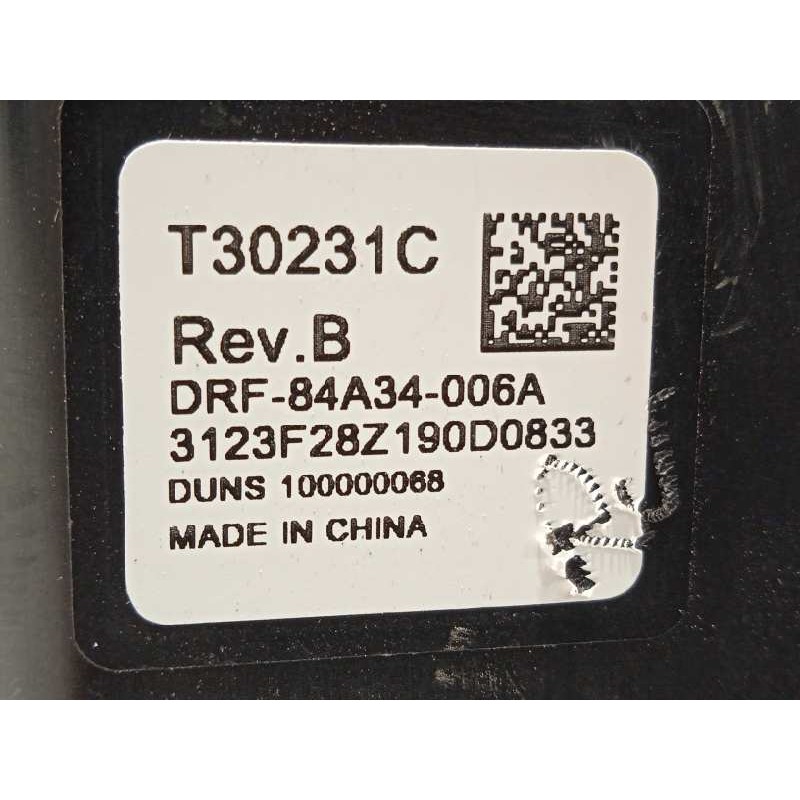 T30231C
Rev.B
DRF-84A34-006A
3123F28Z190D0833
DUNS 100000068
MADE IN CHINA